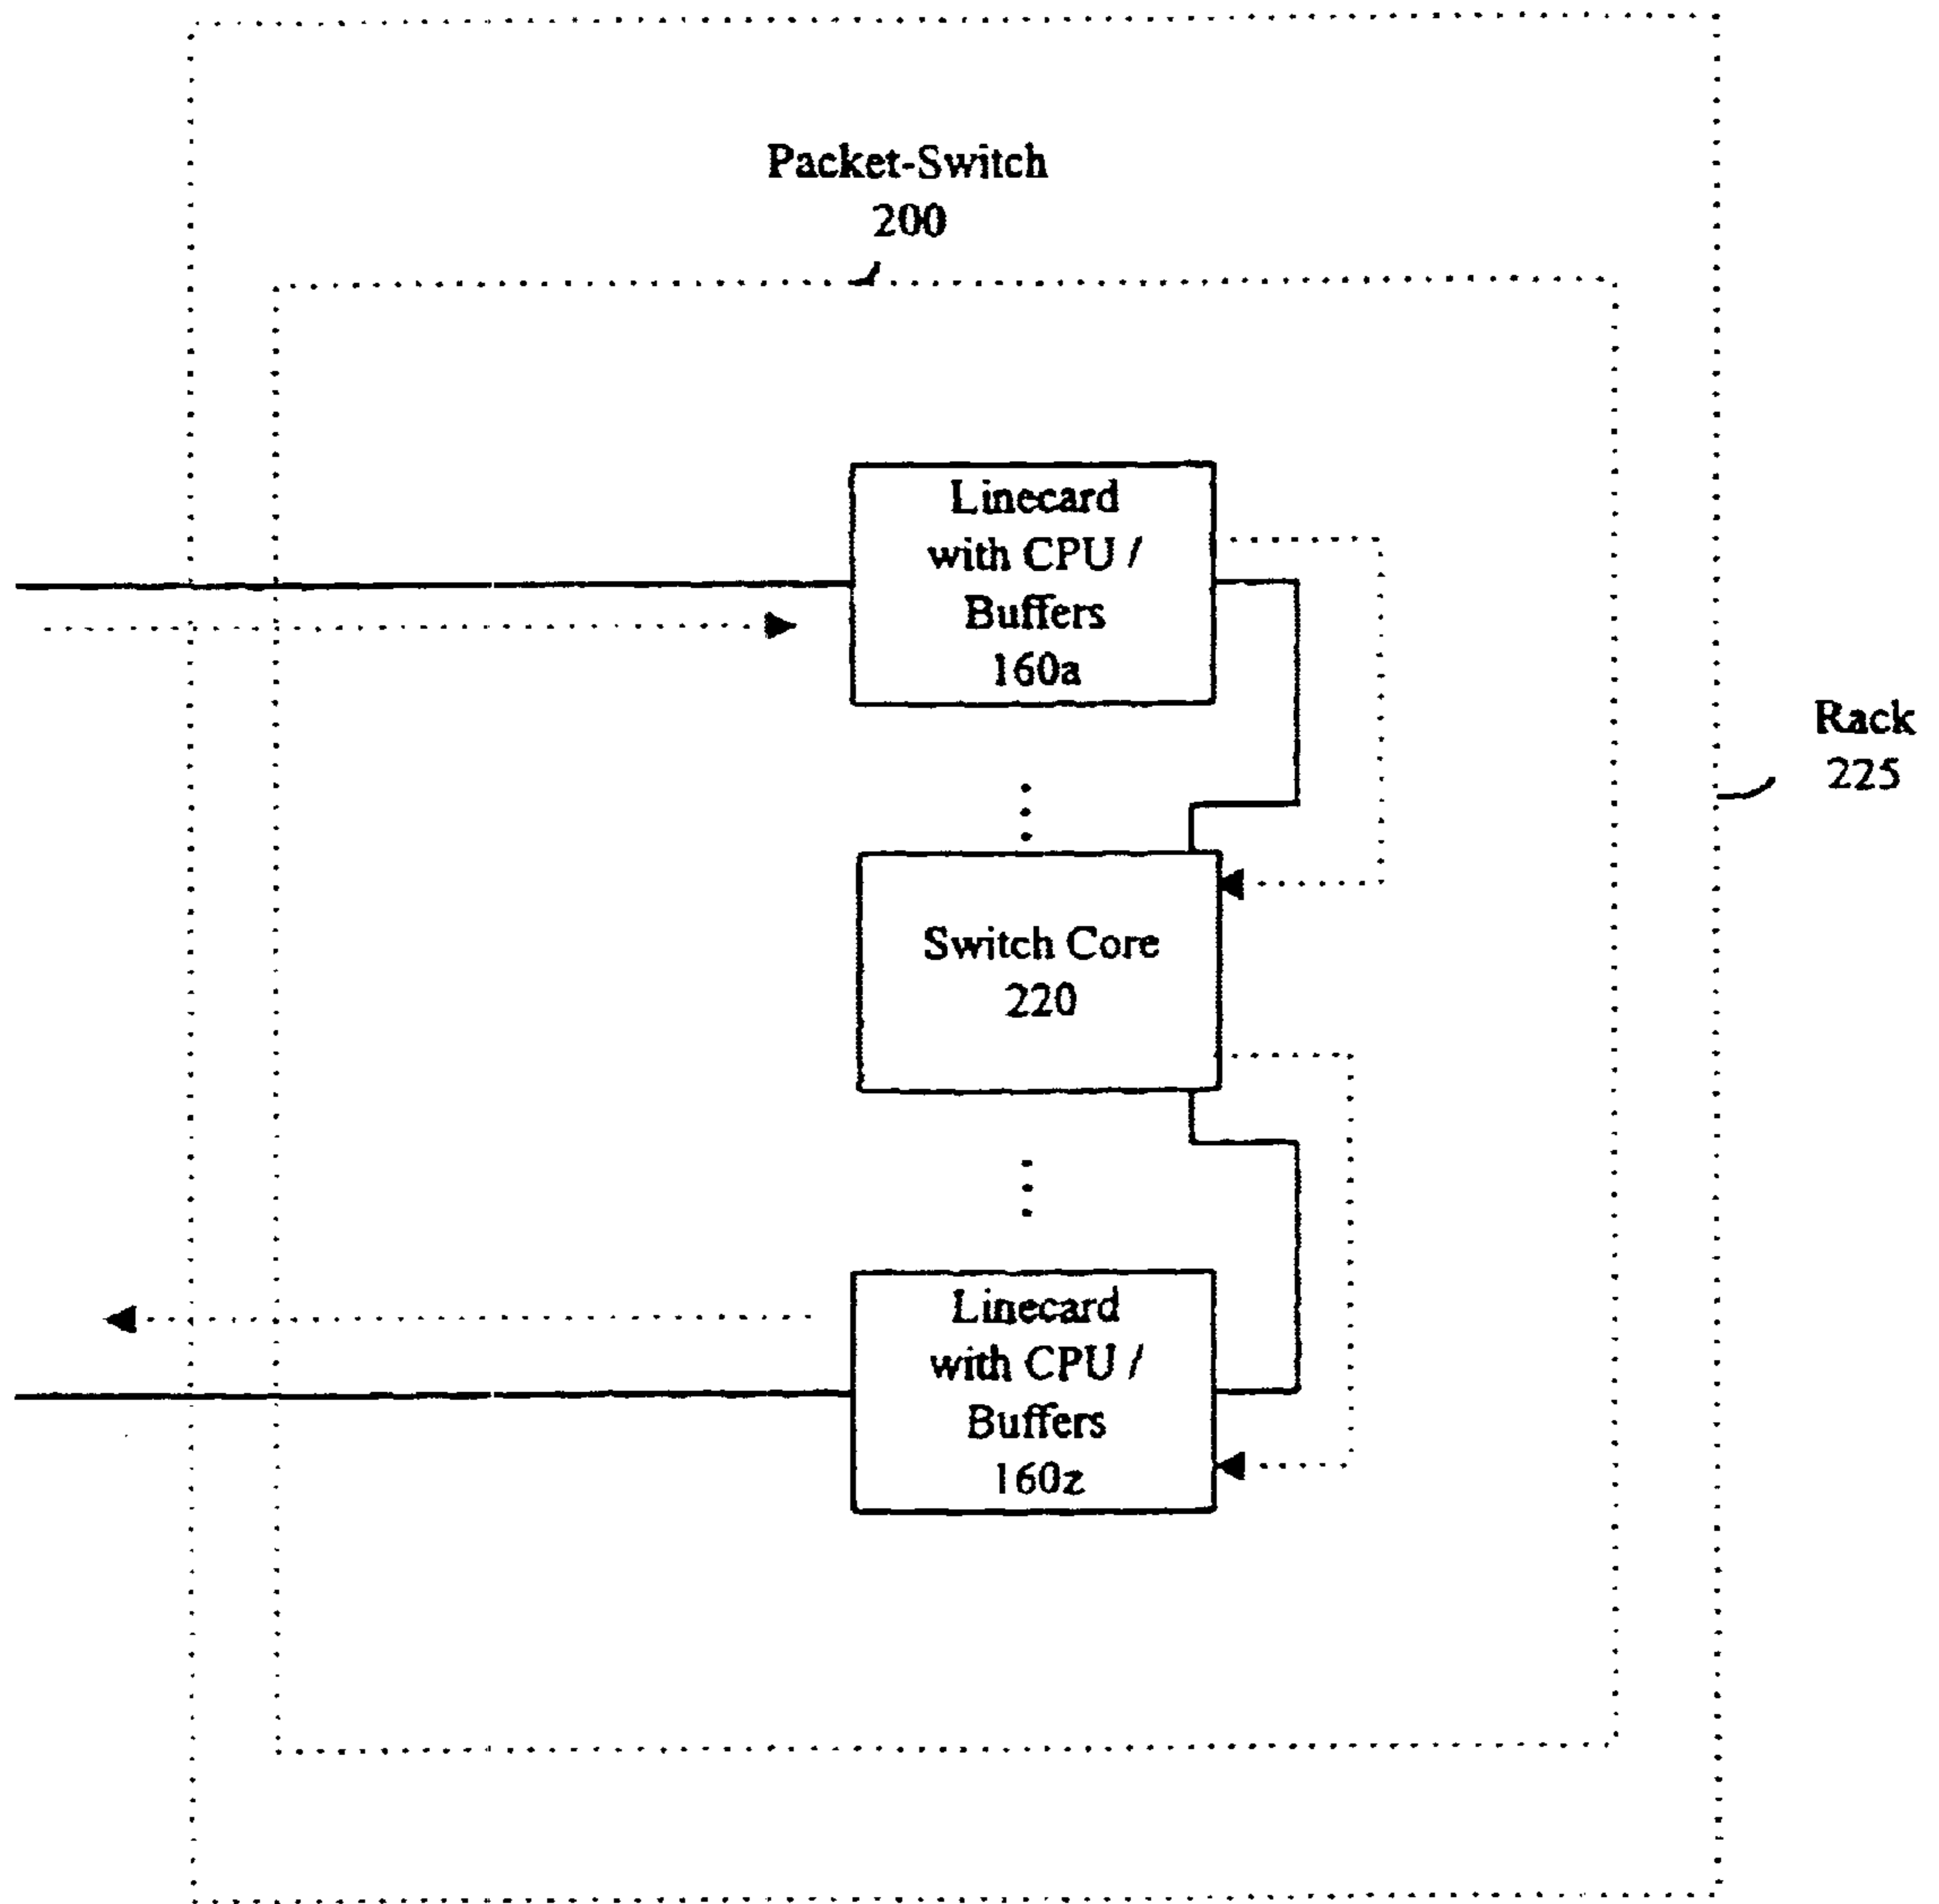 Packet-Switch
200
Linecard
with CPU /
Buffers
160a
Rack
225
Switch Core
220
Linecard
with CPU /
Buffers
160z